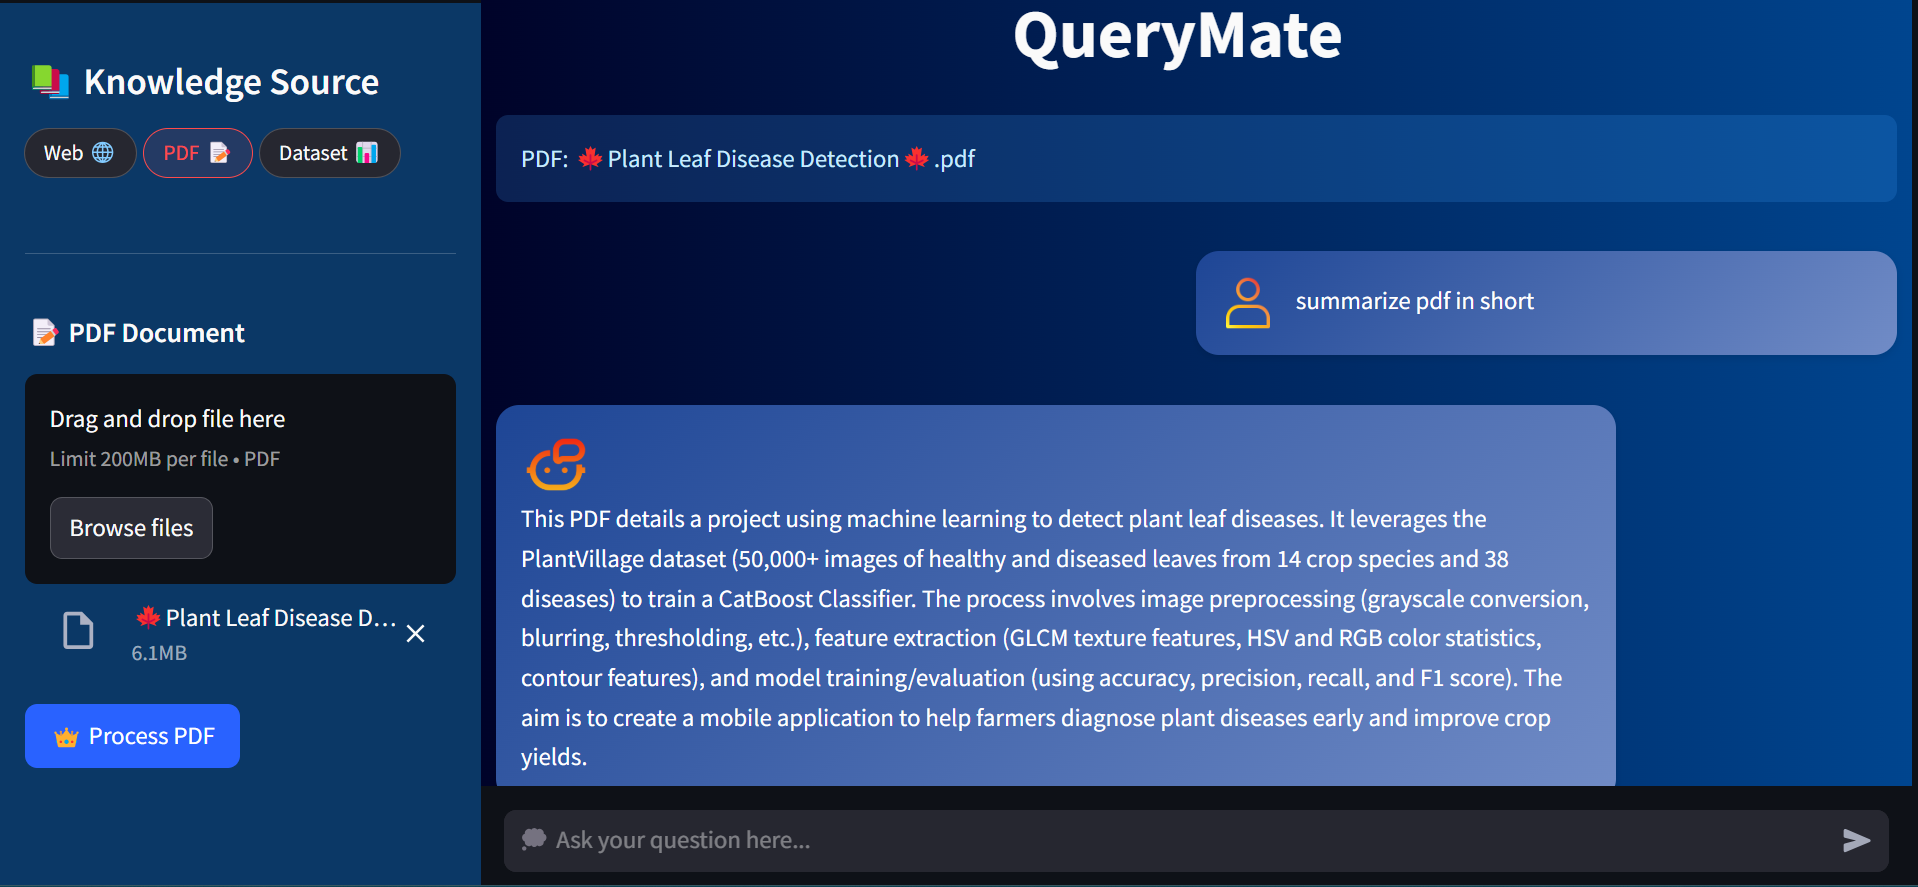 Knowledge Source
Web
PDF
Dataset
PDF Document
Drag and drop file here
Limit 200MB per file • PDF
Browse files
Plant Leaf Disease D...
6.1MB
Process PDF
QueryMate
PDF: 🍁Plant Leaf Disease Detection🍁.pdf
summarize pdf in short
This PDF details a project using machine learning to detect plant leaf diseases. It leverages the
PlantVillage dataset (50,000+ images of healthy and diseased leaves from 14 crop species and 38
diseases) to train a CatBoost Classifier. The process involves image preprocessing (grayscale conversion,
blurring, thresholding, etc.), feature extraction (GLCM texture features, HSV and RGB color statistics,
contour features), and model training/evaluation (using accuracy, precision, recall, and F1 score). The
aim is to create a mobile application to help farmers diagnose plant diseases early and improve crop
yields.
Ask your question here...